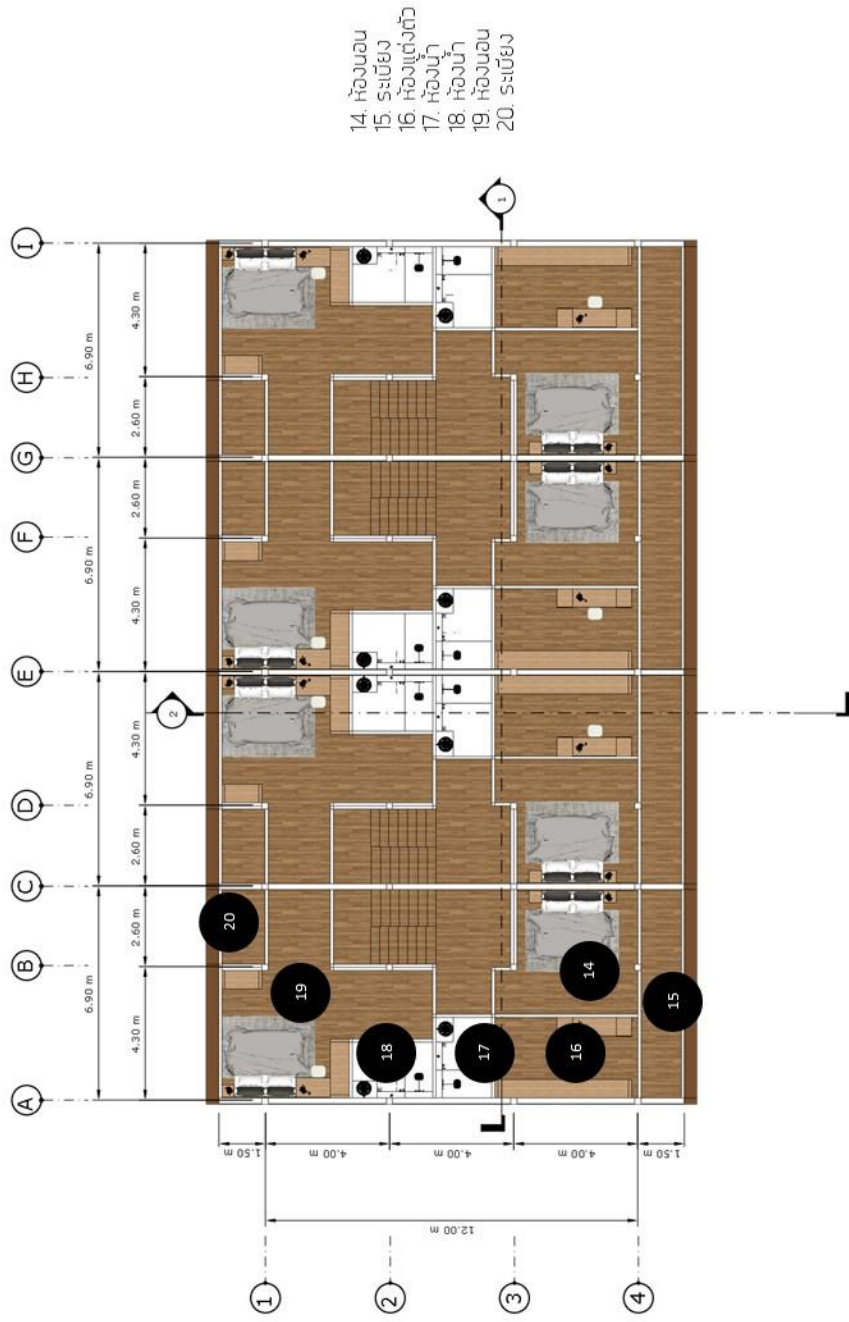 A B C D E F G H I
6.90 m 6.90 m 6.90 m 6.90 m
4.30 m 2.60 m 2.60 m 4.30 m 4.30 m 2.60 m 2.60 m 4.30 m
2
1
1
2
3
4
12.00 m
1.50 m
4.00 m
4.00 m
4.00 m
1.50 m
20
19
18
17
16
14
15
14. ห้องนอน
15. ระเบียง
16. ห้องแต่งตัว
17. ห้องน้ำ
18. ห้องน้ำ
19. ห้องนอน
20. ระเบียง